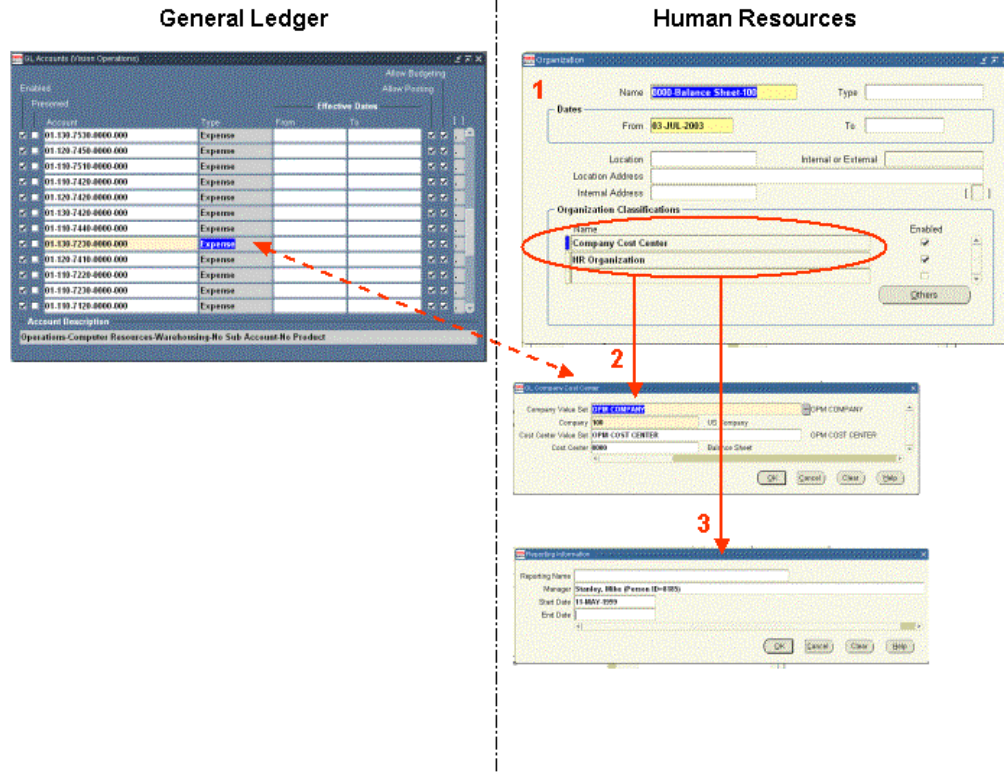 General Ledger
Human Resources
GL Accounts (Vision Operations)
Allow Budgeting
Enabled
Allow Posting
Preserved
Effective Dates
Account Type From To [ ]
01-130-7530-0000-000 Expense
01-120-7450-0000-000 Expense
01-110-7510-0000-000 Expense
01-110-7420-0000-000 Expense
01-120-7420-0000-000 Expense
01-130-7420-0000-000 Expense
01-110-7440-0000-000 Expense
01-130-7230-0000-000 Expense
01-120-7410-0000-000 Expense
01-110-7220-0000-000 Expense
01-110-7230-0000-000 Expense
01-110-7120-0000-000 Expense
Account Description
Operations-Computer Resources-Warehousing-No Sub Account-No Product
Organization
1
Name 0000-Balance Sheet-100 Type
Dates
From 03-JUL-2003 To
Location Internal or External
Location Address
Internal Address [ ]
Organization Classifications
Name Enabled
Company Cost Center
HR Organization
Others
2
GL Company Cost Center
Company Value Set OPM COMPANY OPM COMPANY
Company 100 US Company
Cost Center Value Set OPM COST CENTER OPM COST CENTER
Cost Center 0000 Balance Sheet
OK Cancel Clear Help
3
Reporting Information
Reporting Name
Manager Stanley, Mike (Person ID=8185)
Start Date 11-MAY-1999
End Date
OK Cancel Clear Help